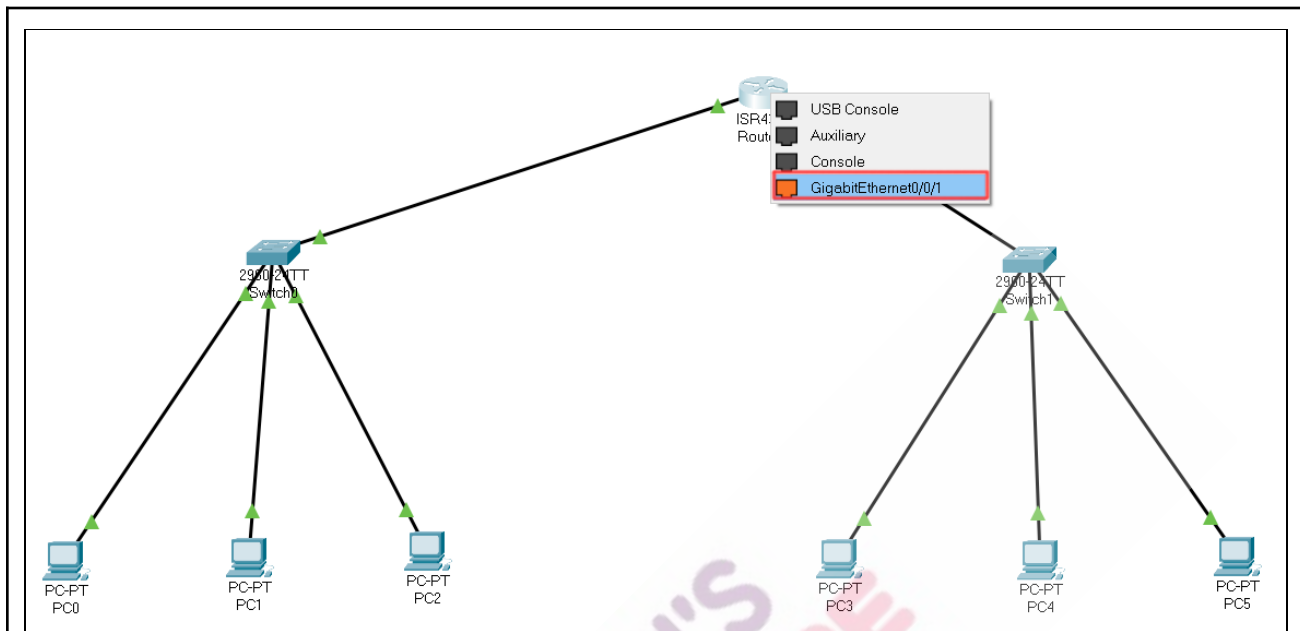 ISR4
Route
USB Console
Auxiliary
Console
GigabitEthernet0/0/1
2960-24TT
Switch0
2960-24TT
Switch1
PC-PT
PC0
PC-PT
PC1
PC-PT
PC2
PC-PT
PC3
PC-PT
PC4
PC-PT
PC5